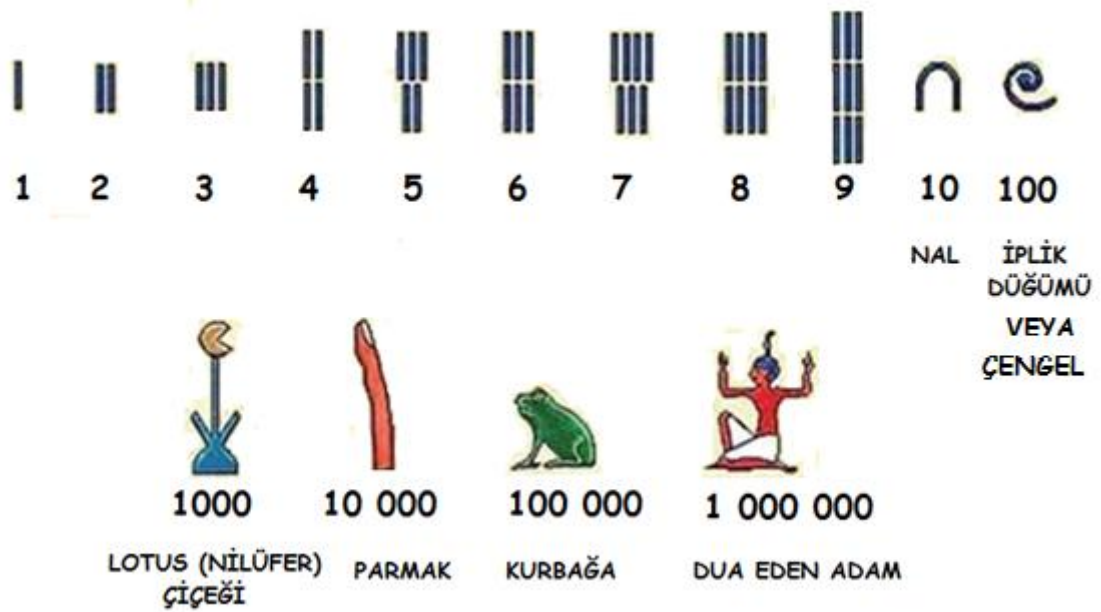 1 2 3 4 5 6 7 8 9 10 100
NAL
İPLİK
DÜĞÜMÜ
VEYA
ÇENGEL
1000 10 000 100 000 1 000 000
LOTUS (NİLÜFER)
ÇİÇEĞİ
PARMAK
KURBAĞA
DUA EDEN ADAM